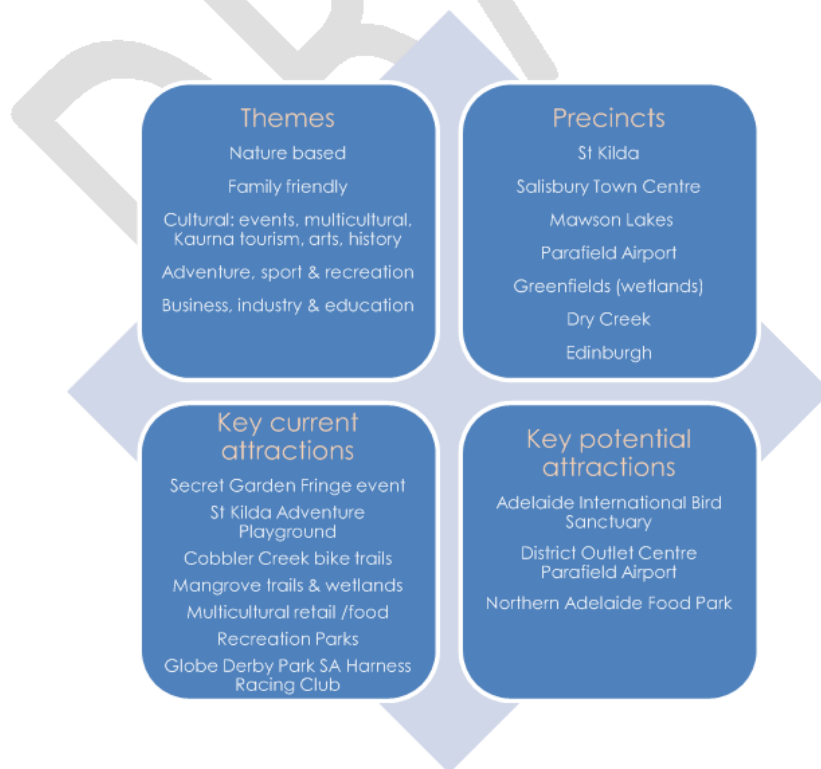 Themes
Nature based
Family friendly
Cultural: events, multicultural,
Kaurna tourism, arts, history
Adventure, sport & recreation
Business, industry & education
Precincts
St Kilda
Salisbury Town Centre
Mawson Lakes
Parafield Airport
Greenfields (wetlands)
Dry Creek
Edinburgh
Key current
attractions
Secret Garden Fringe event
St Kilda Adventure
Playground
Cobbler Creek bike trails
Mangrove trails & wetlands
Multicultural retail /food
Recreation Parks
Globe Derby Park SA Harness
Racing Club
Key potential
attractions
Adelaide International Bird
Sanctuary
District Outlet Centre
Parafield Airport
Northern Adelaide Food Park